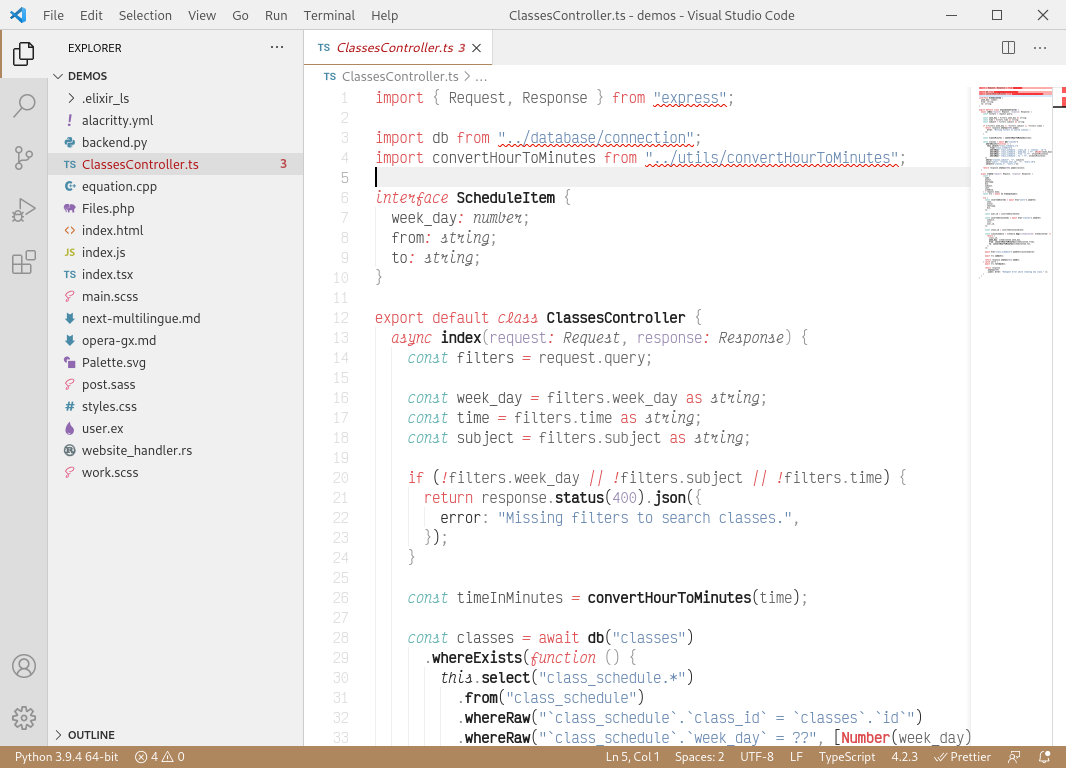 File Edit Selection View Go Run Terminal Help ClassesController.ts - demos - Visual Studio Code
EXPLORER ···
DEMOS
.elixir_ls
! alacritty.yml
backend.py
TS ClassesController.ts 3
equation.cpp
Files.php
<> index.html
JS index.js
TS index.tsx
main.scss
next-multilingue.md
opera-gx.md
Palette.svg
post.sass
# styles.css
user.ex
website_handler.rs
work.scss
OUTLINE
TS ClassesController.ts 3 ×
···
TS ClassesController.ts > ...
1 import { Request, Response } from "express";
2
3 import db from "../database/connection";
4 import convertHourToMinutes from "../utils/convertHourToMinutes";
5
6 interface ScheduleItem {
7 week_day: number;
8 from: string;
9 to: string;
10 }
11
12 export default class ClassesController {
13 async index(request: Request, response: Response) {
14 const filters = request.query;
15
16 const week_day = filters.week_day as string;
17 const time = filters.time as string;
18 const subject = filters.subject as string;
19
20 if (!filters.week_day || !filters.subject || !filters.time) {
21 return response.status(400).json({
22 error: "Missing filters to search classes.",
23 });
24 }
25
26 const timeInMinutes = convertHourToMinutes(time);
27
28 const classes = await db("classes")
29 .whereExists(function () {
30 this.select("class_schedule.*")
31 .from("class_schedule")
32 .whereRaw("`class_schedule`.`class_id` = `classes`.`id`")
33 .whereRaw("`class_schedule`.`week_day` = ??", [Number(week_day)
Python 3.9.4 64-bit 4 0 Ln 5, Col 1 Spaces: 2 UTF-8 LF TypeScript 4.2.3 Prettier